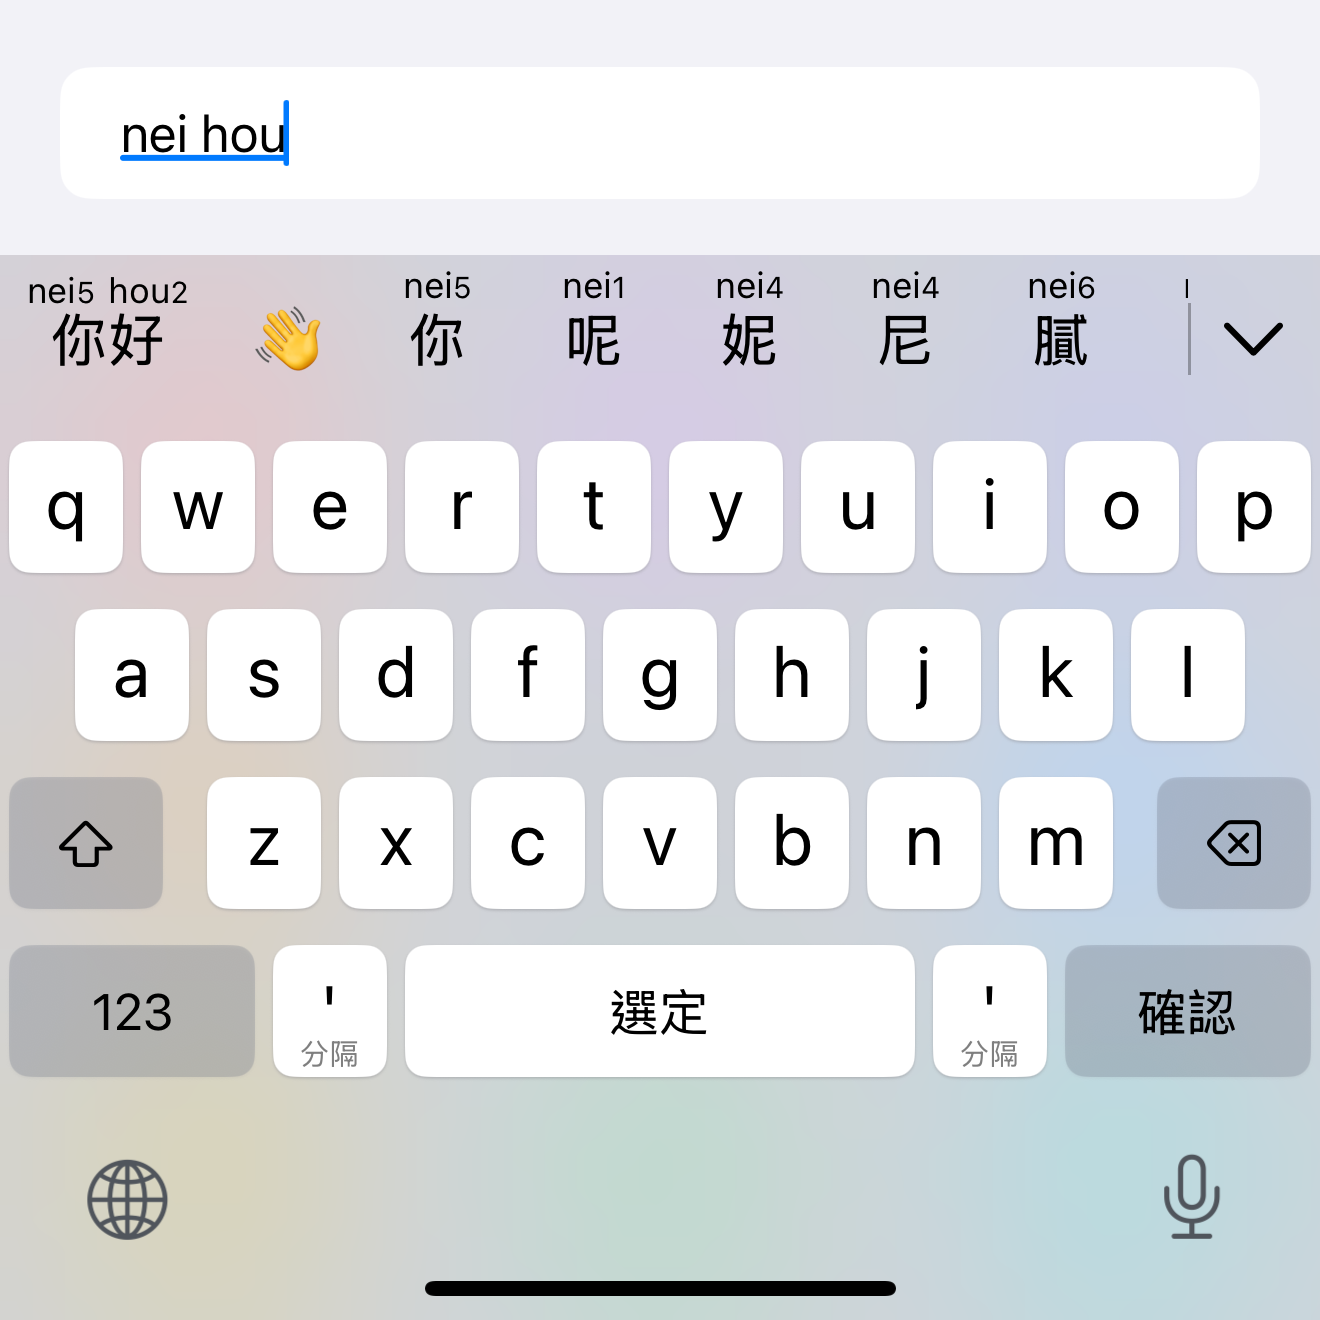 nei hou
nei5 hou2 nei5 nei1 nei4 nei4 nei6
你好 👋 你 呢 妮 尼 膩
q w e r t y u i o p
a s d f g h j k l
z x c v b n m
123 ' 選定 ' 確認
分隔 分隔